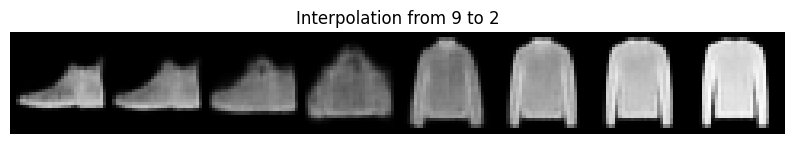 Interpolation from 9 to 2